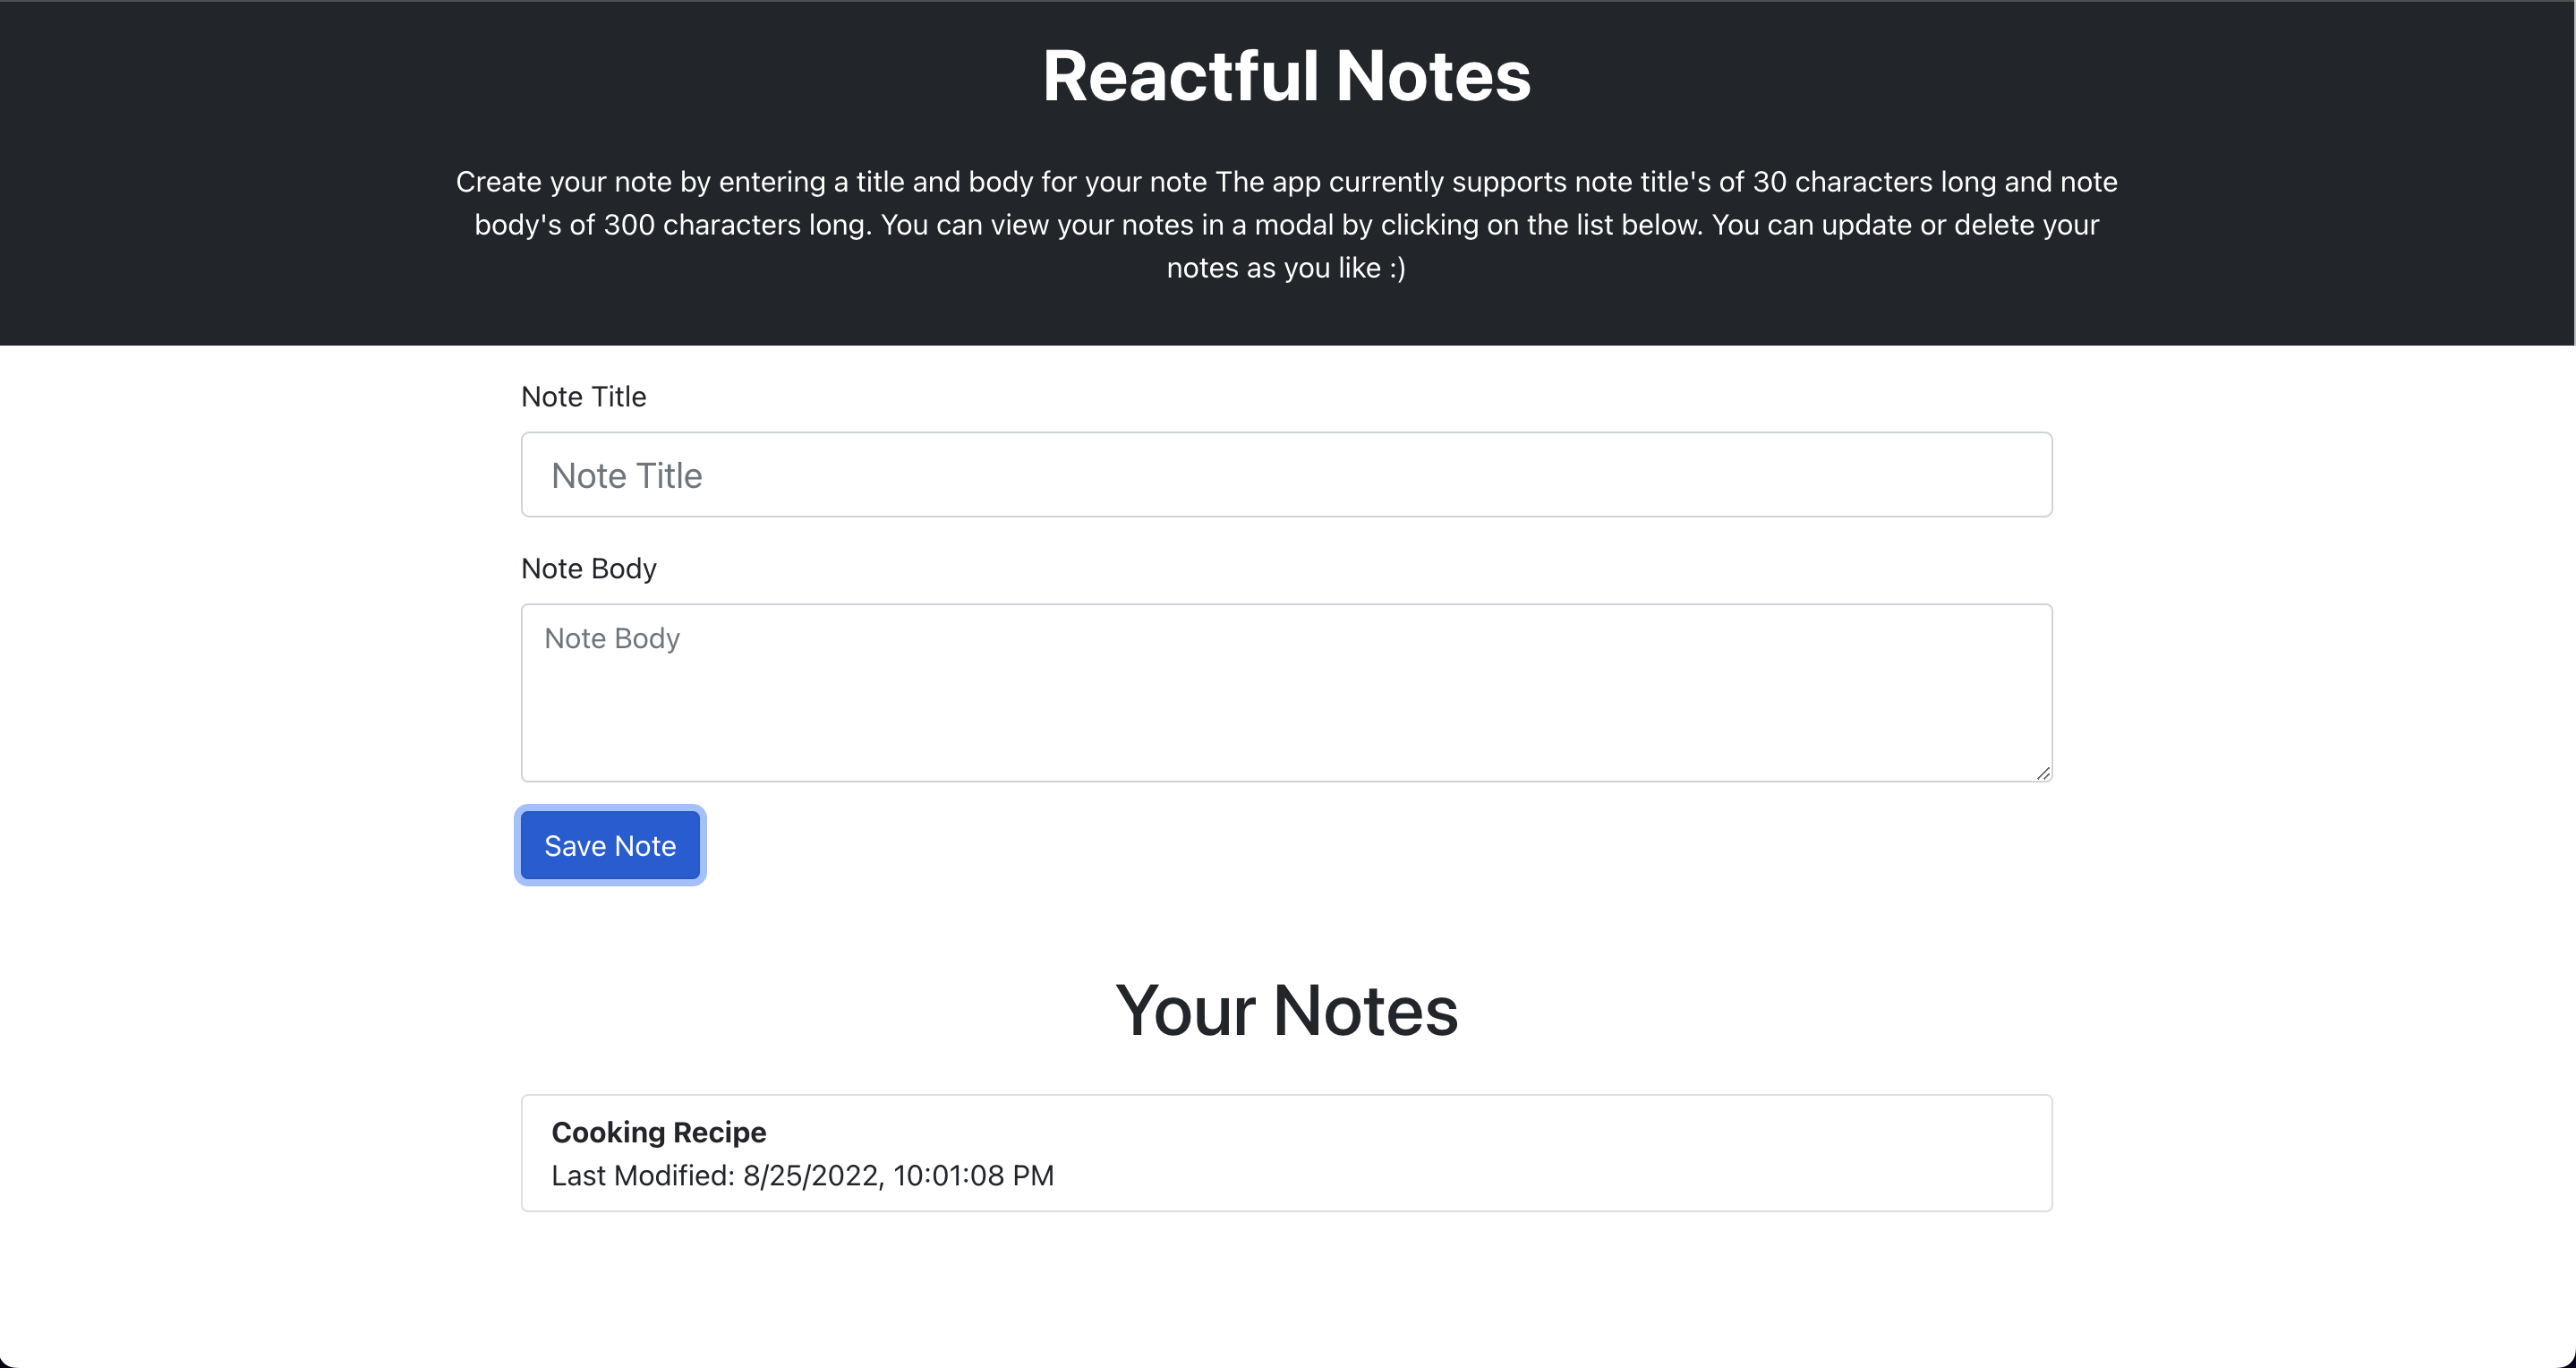 Reactful Notes
Create your note by entering a title and body for your note The app currently supports note title's of 30 characters long and note
body's of 300 characters long. You can view your notes in a modal by clicking on the list below. You can update or delete your
notes as you like :)
Note Title
Note Title
Note Body
Note Body
Save Note
Your Notes
Cooking Recipe
Last Modified: 8/25/2022, 10:01:08 PM